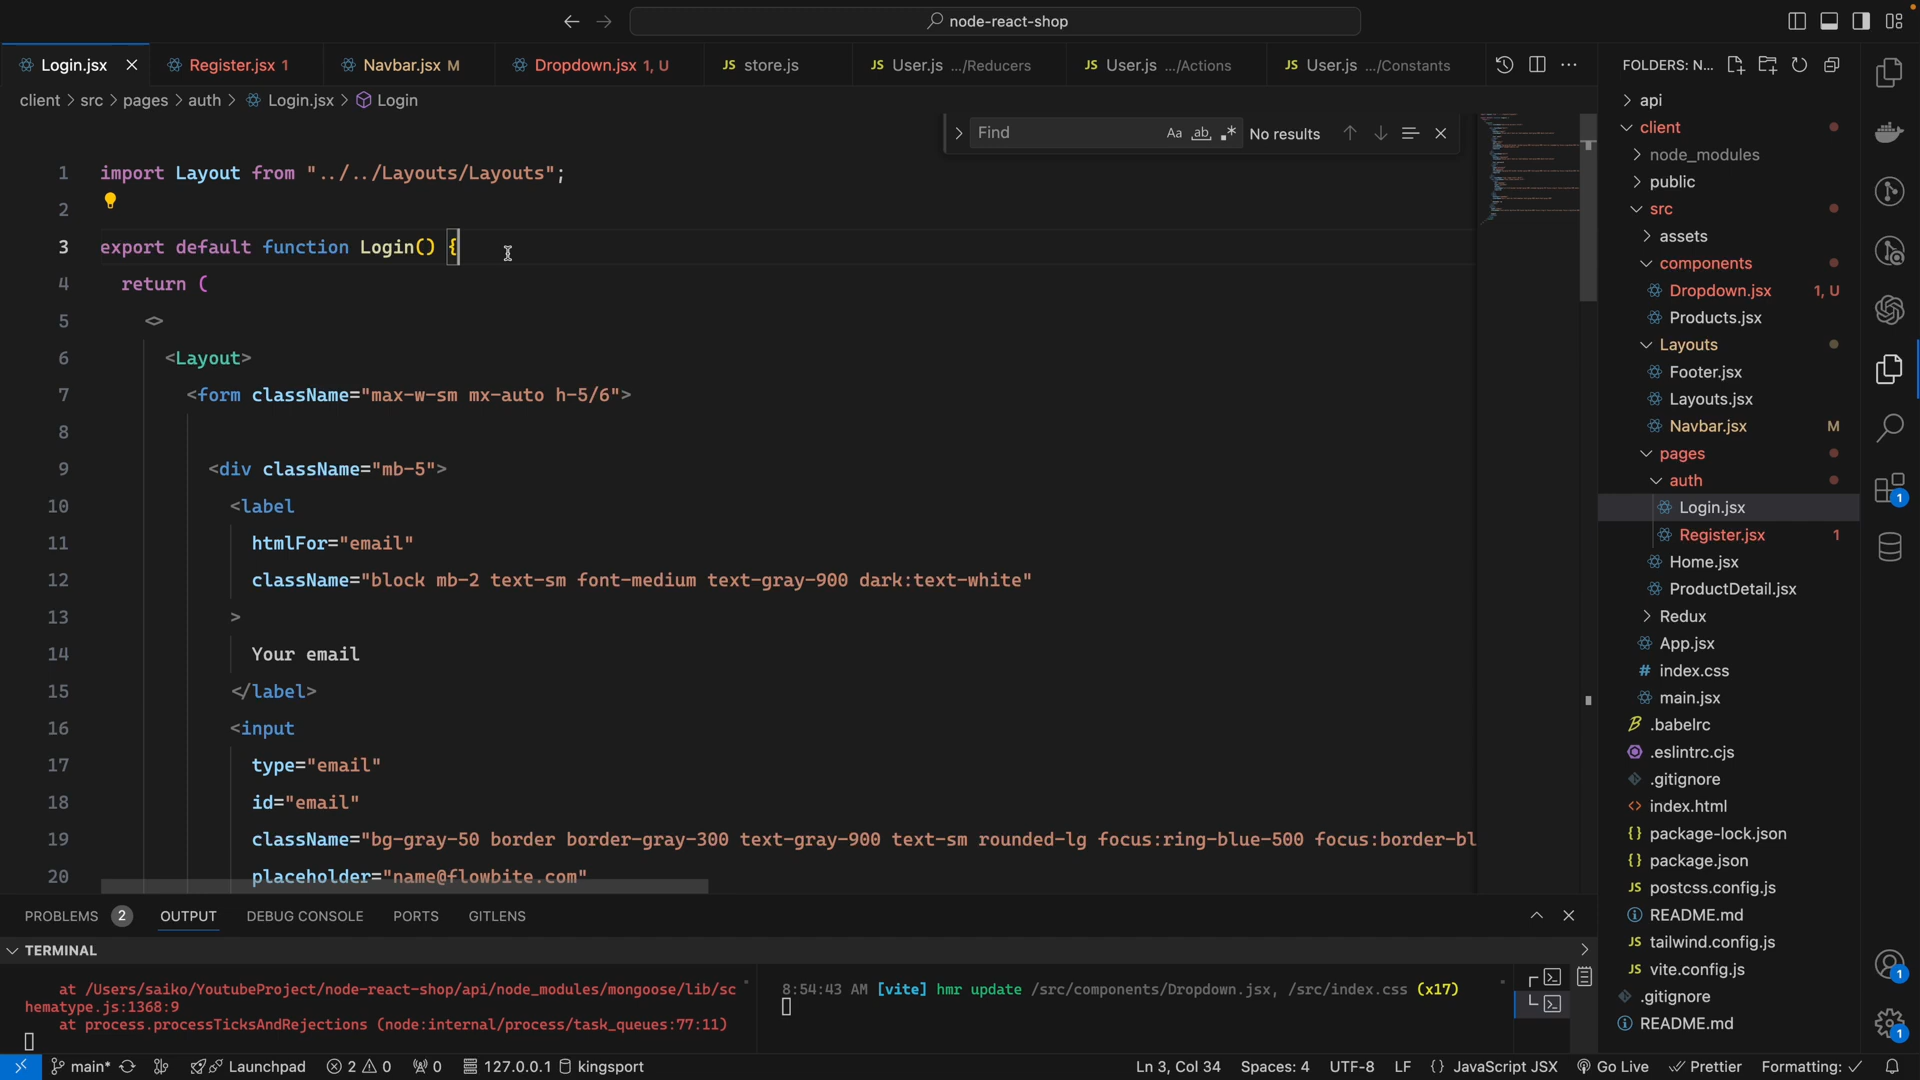 node-react-shop
Login.jsx
Register.jsx 1
Navbar.jsx M
Dropdown.jsx 1, U
JS store.js
JS User.js .../Reducers
JS User.js .../Actions
JS User.js .../Constants
client > src > pages > auth > Login.jsx > Login
Find
Aa ab .* No results
1 import Layout from "../../Layouts/Layouts";
2
3 export default function Login() {
4 return (
5 <>
6 <Layout>
7 <form className="max-w-sm mx-auto h-5/6">
8
9 <div className="mb-5">
10 <label
11 htmlFor="email"
12 className="block mb-2 text-sm font-medium text-gray-900 dark:text-white"
13 >
14 Your email
15 </label>
16 <input
17 type="email"
18 id="email"
19 className="bg-gray-50 border border-gray-300 text-gray-900 text-sm rounded-lg focus:ring-blue-500 focus:border-bl
20 placeholder="name@flowbite.com"
PROBLEMS 2 OUTPUT DEBUG CONSOLE PORTS GITLENS
TERMINAL
at /Users/saiko/YoutubeProject/node-react-shop/api/node_modules/mongoose/lib/sc
hematype.js:1368:9
at process.processTicksAndRejections (node:internal/process/task_queues:77:11)
8:54:43 AM [vite] hmr update /src/components/Dropdown.jsx, /src/index.css (x17)
FOLDERS: N...
api
client
node_modules
public
src
assets
components
Dropdown.jsx 1, U
Products.jsx
Layouts
Footer.jsx
Layouts.jsx
Navbar.jsx M
pages
auth
Login.jsx
Register.jsx 1
Home.jsx
ProductDetail.jsx
Redux
App.jsx
# index.css
main.jsx
.babelrc
.eslintrc.cjs
.gitignore
<> index.html
{} package-lock.json
{} package.json
JS postcss.config.js
README.md
JS tailwind.config.js
JS vite.config.js
.gitignore
README.md
1
1
1
main* Launchpad 2 0 0 127.0.0.1 kingsport
Ln 3, Col 34 Spaces: 4 UTF-8 LF {} JavaScript JSX Go Live Prettier Formatting: